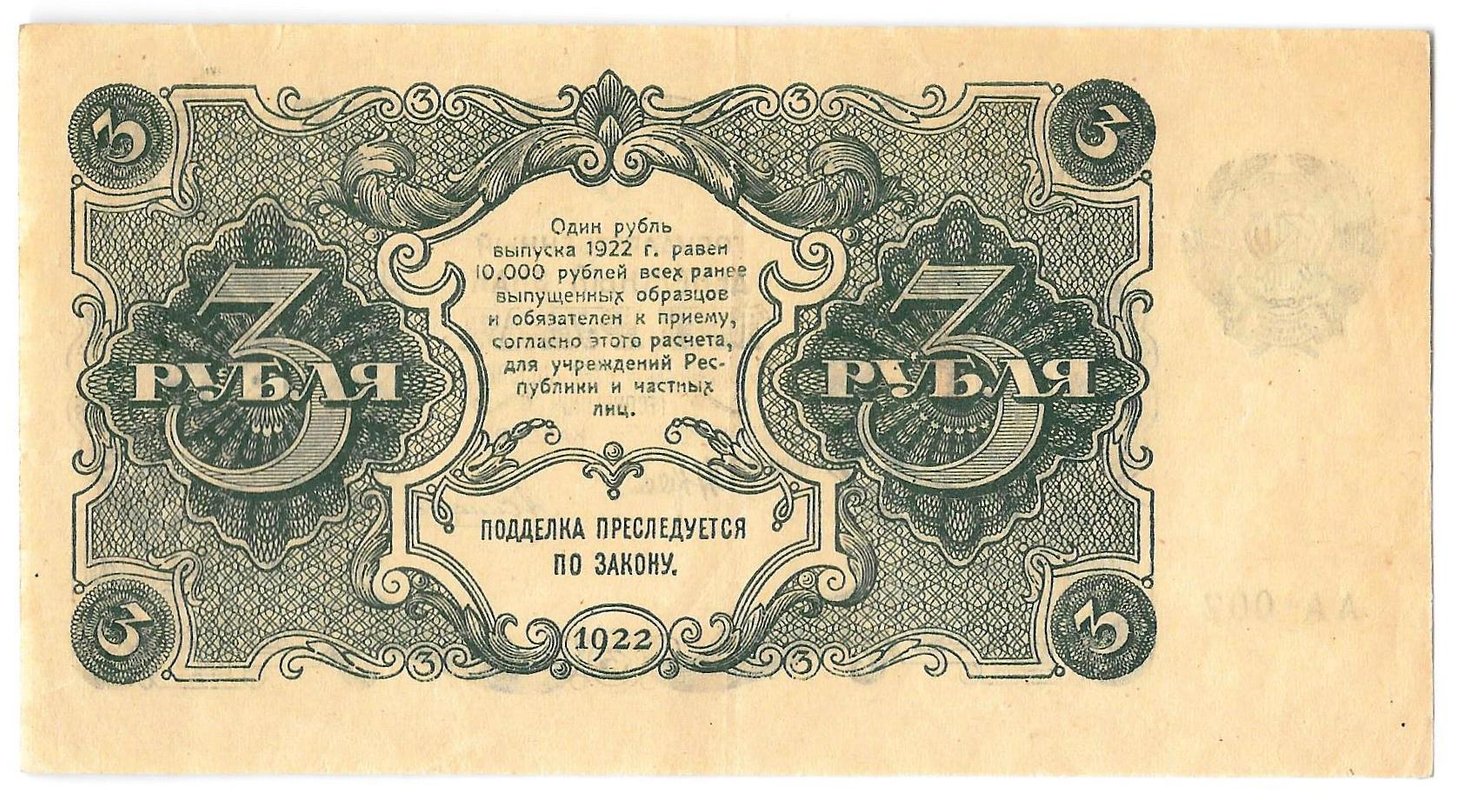 3 3 3 3
Один рубль
выпуска 1922 г. равен
10.000 рублей всех ранее
выпущенных образцов
и обязателен к приему,
согласно этого расчета,
для учреждений Рес-
публики и частных
лиц.
3 3
РУБЛЯ РУБЛЯ
ПОДДЕЛКА ПРЕСЛЕДУЕТСЯ
ПО ЗАКОНУ.
3 3
1922
3 3